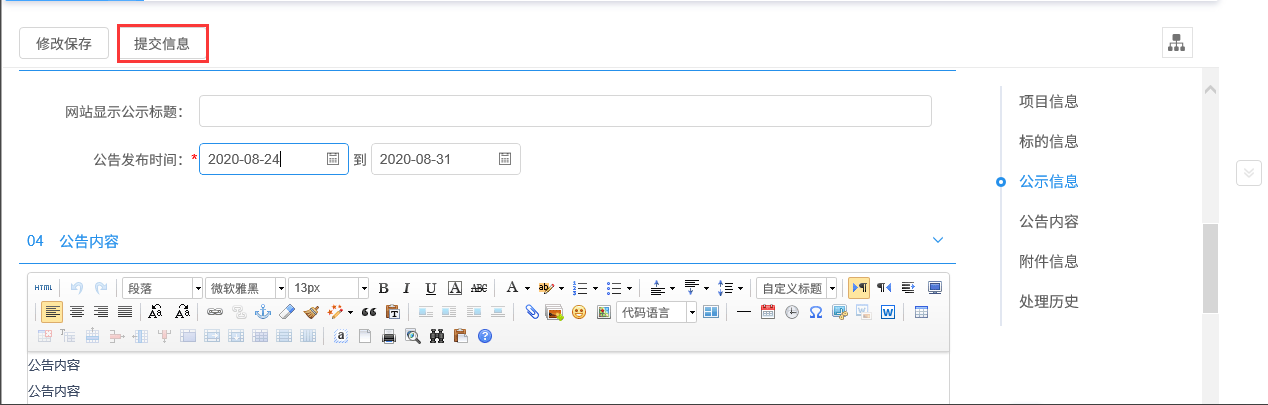 修改保存 提交信息
网站显示公示标题：
公告发布时间：* 2020-08-24 到 2020-08-31
04 公告内容
HTML 段落 微软雅黑 13px B I U A ABC A ab 自定义标题
代码语言
公告内容
公告内容
项目信息
标的信息
公示信息
公告内容
附件信息
处理历史